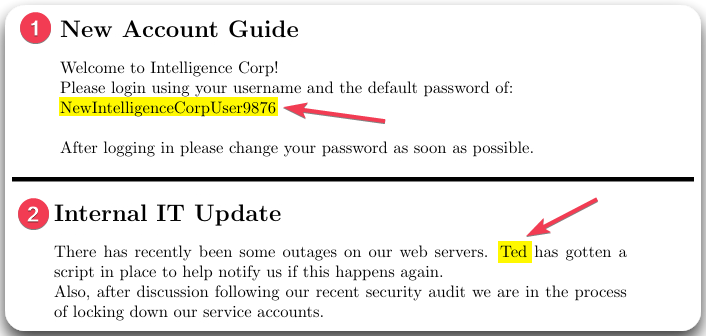 1 New Account Guide
Welcome to Intelligence Corp!
Please login using your username and the default password of:
NewIntelligenceCorpUser9876
After logging in please change your password as soon as possible.
2 Internal IT Update
There has recently been some outages on our web servers. Ted has gotten a
script in place to help notify us if this happens again.
Also, after discussion following our recent security audit we are in the process
of locking down our service accounts.